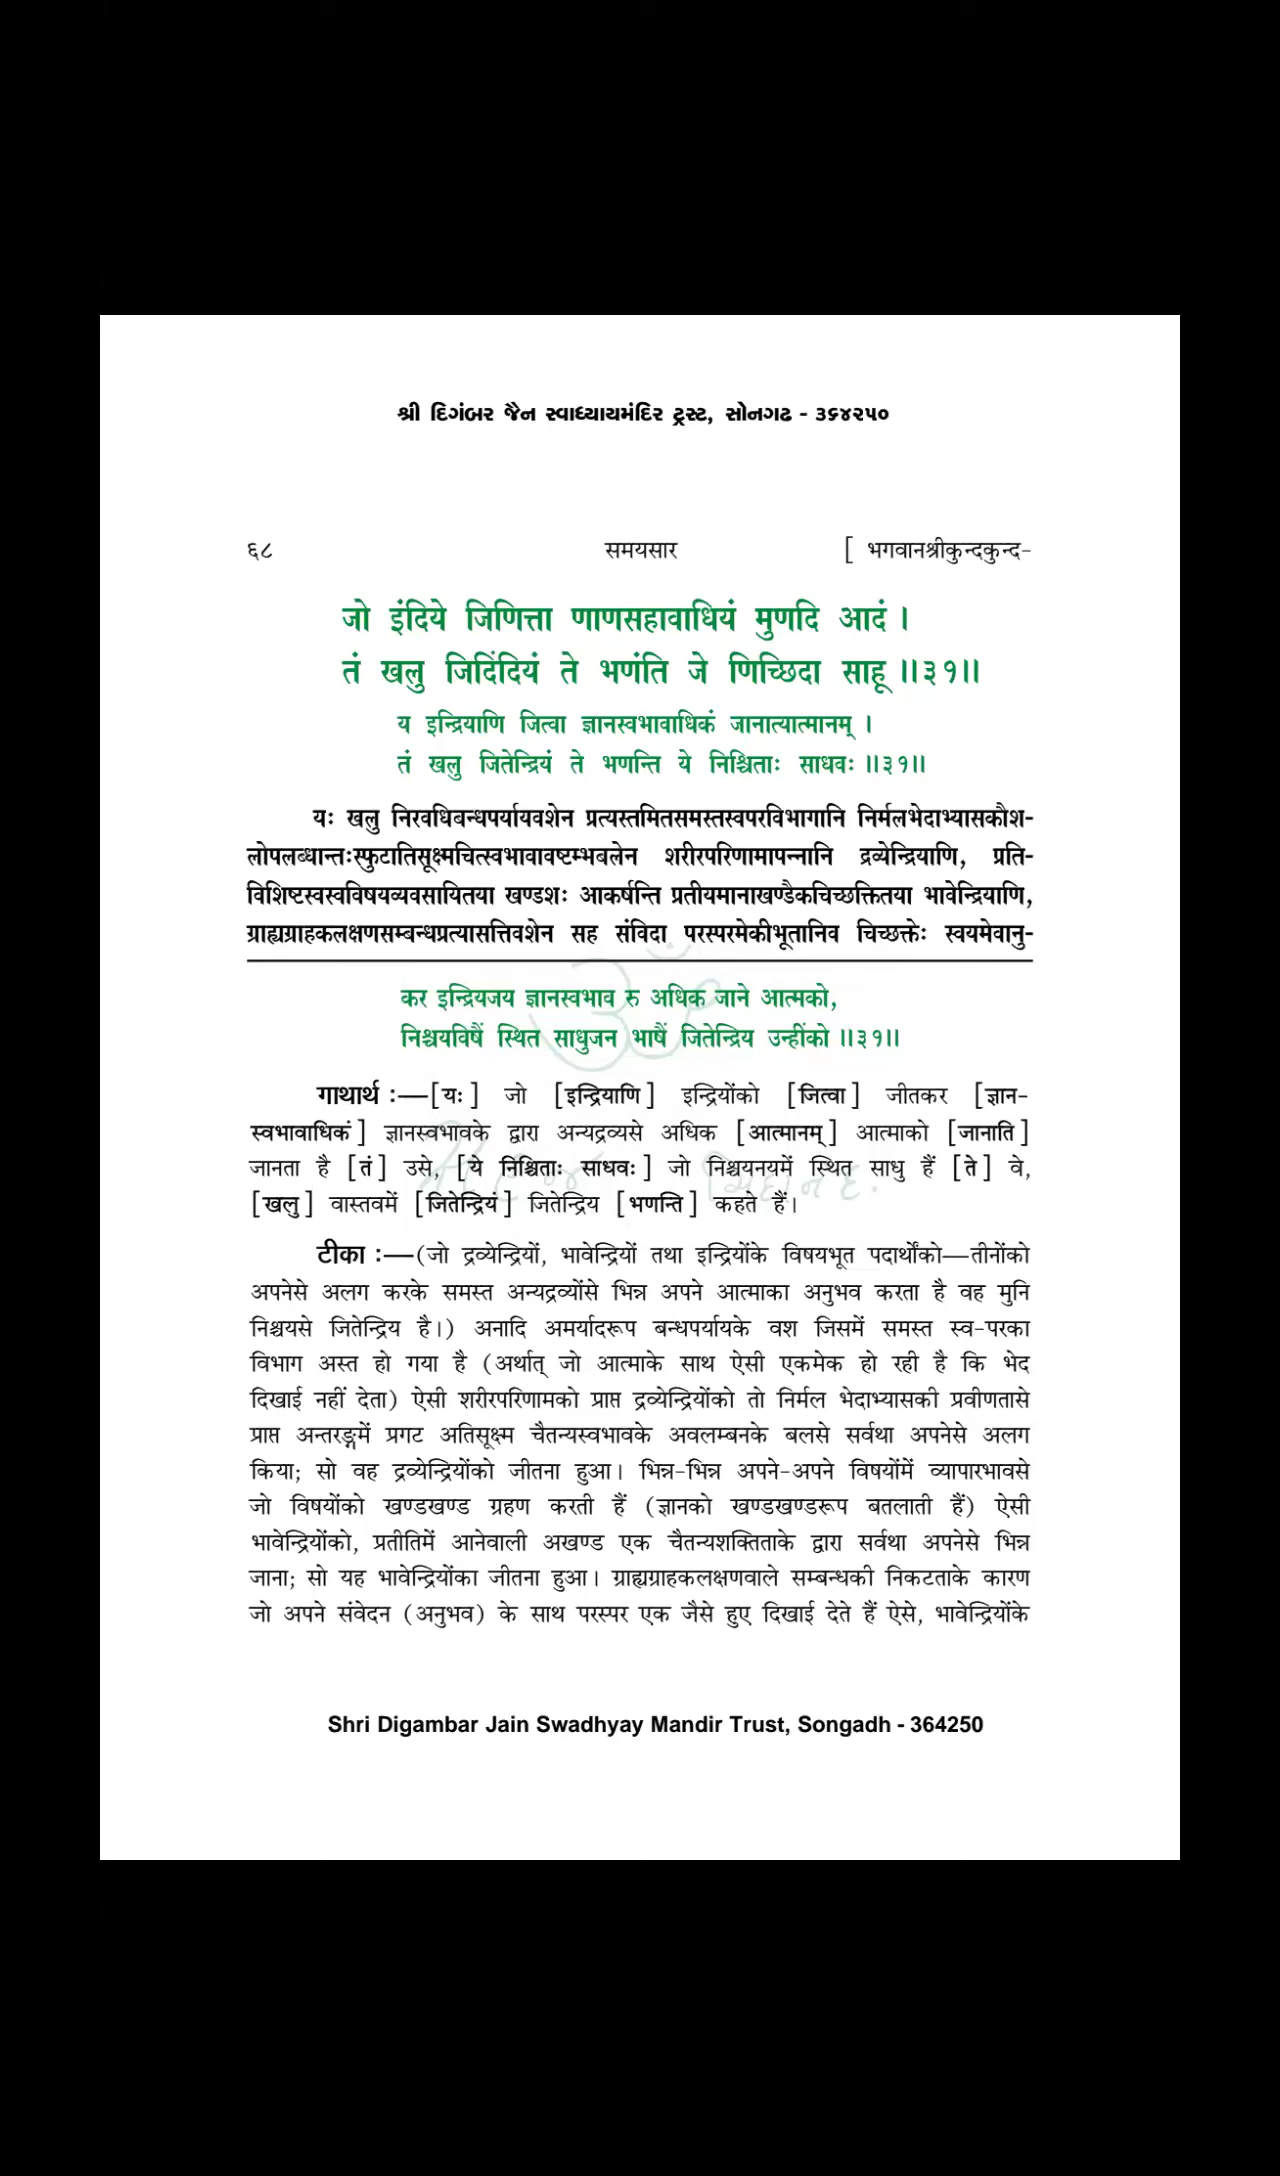 શ્રી દિગંબર જૈન સ્વાધ્યાયમંદિર ટ્રસ્ટ, સોનગઢ - ૩૬૪૨૫૦
६८ समयसार [ भगवानश्रीकुन्दकुन्द-
जो इंदिये जिणित्ता णाणसहावाधियं मुणदि आदं ।
तं खलु जिदिंदियं ते भणंति जे णिच्छिदा साहू ॥३१॥
य इन्द्रियाणि जित्वा ज्ञानस्वभावाधिकं जानात्यात्मानम् ।
तं खलु जितेन्द्रियं ते भणन्ति ये निश्चिताः साधवः ॥३१॥
यः खलु निरवधिबन्धपर्यायवशेन प्रत्यस्तमितसमस्तस्वपरविभागानि निर्मलभेदाभ्यासकौश-
लोपलब्धान्तःस्फुटातिसूक्ष्मचित्स्वभावावष्टम्भबलेन शरीरपरिणामापन्नानि द्रव्येन्द्रियाणि, प्रति-
विशिष्टस्वस्वविषयव्यवसायितया खण्डशः आकर्षन्ति प्रतीयमानाखण्डैकचिच्छक्तितया भावेन्द्रियाणि,
ग्राह्यग्राहकलक्षणसम्बन्धप्रत्यासत्तिवशेन सह संविदा परस्परमेकीभूतानिव चिच्छक्तेः स्वयमेवानु-
कर इन्द्रियजय ज्ञानस्वभाव रु अधिक जाने आत्मको,
निश्चयविषैं स्थित साधुजन भाषैं जितेन्द्रिय उन्हींको ॥३१॥
गाथार्थ :—[यः] जो [इन्द्रियाणि] इन्द्रियोंको [जित्वा] जीतकर [ज्ञान-
स्वभावाधिकं] ज्ञानस्वभावके द्वारा अन्यद्रव्यसे अधिक [आत्मानम्] आत्माको [जानाति]
जानता है [तं] उसे, [ये निश्चिताः साधवः] जो निश्चयनयमें स्थित साधु हैं [ते] वे,
[खलु] वास्तवमें [जितेन्द्रियं] जितेन्द्रिय [भणन्ति] कहते हैं।
टीका :—(जो द्रव्येन्द्रियों, भावेन्द्रियों तथा इन्द्रियोंके विषयभूत पदार्थोंको—तीनोंको
अपनेसे अलग करके समस्त अन्यद्रव्योंसे भिन्न अपने आत्माका अनुभव करता है वह मुनि
निश्चयसे जितेन्द्रिय है।) अनादि अमर्यादरूप बन्धपर्यायके वश जिसमें समस्त स्व-परका
विभाग अस्त हो गया है (अर्थात् जो आत्माके साथ ऐसी एकमेक हो रही है कि भेद
दिखाई नहीं देता) ऐसी शरीरपरिणामको प्राप्त द्रव्येन्द्रियोंको तो निर्मल भेदाभ्यासकी प्रवीणतासे
प्राप्त अन्तरङ्गमें प्रगट अतिसूक्ष्म चैतन्यस्वभावके अवलम्बनके बलसे सर्वथा अपनेसे अलग
किया; सो वह द्रव्येन्द्रियोंको जीतना हुआ। भिन्न-भिन्न अपने-अपने विषयोंमें व्यापारभावसे
जो विषयोंको खण्डखण्ड ग्रहण करती हैं (ज्ञानको खण्डखण्डरूप बतलाती हैं) ऐसी
भावेन्द्रियोंको, प्रतीतिमें आनेवाली अखण्ड एक चैतन्यशक्तिताके द्वारा सर्वथा अपनेसे भिन्न
जाना; सो यह भावेन्द्रियोंका जीतना हुआ। ग्राह्यग्राहकलक्षणवाले सम्बन्धकी निकटताके कारण
जो अपने संवेदन (अनुभव) के साथ परस्पर एक जैसे हुए दिखाई देते हैं ऐसे, भावेन्द्रियोंके
Shri Digambar Jain Swadhyay Mandir Trust, Songadh - 364250